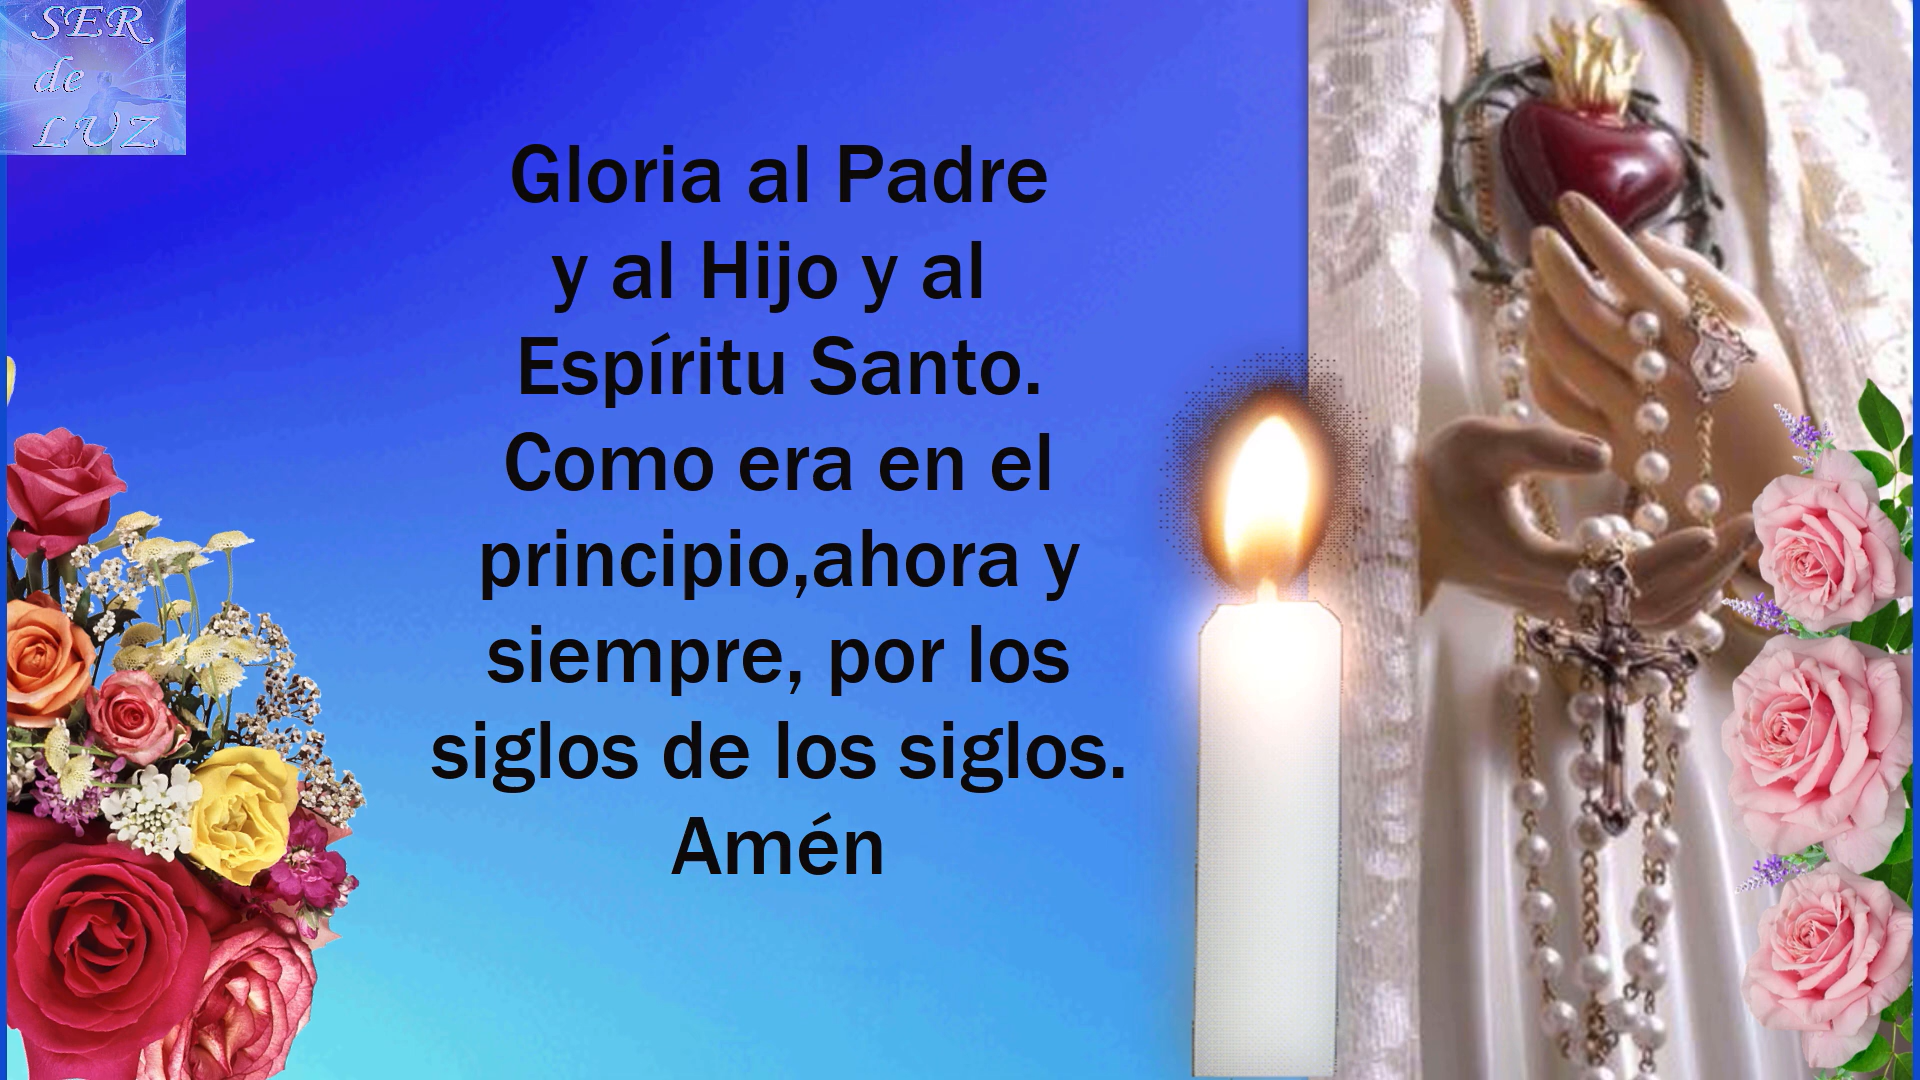 SER
de
LUZ
Gloria al Padre
y al Hijo y al
Espíritu Santo.
Como era en el
principio,ahora y
siempre, por los
siglos de los siglos.
Amén